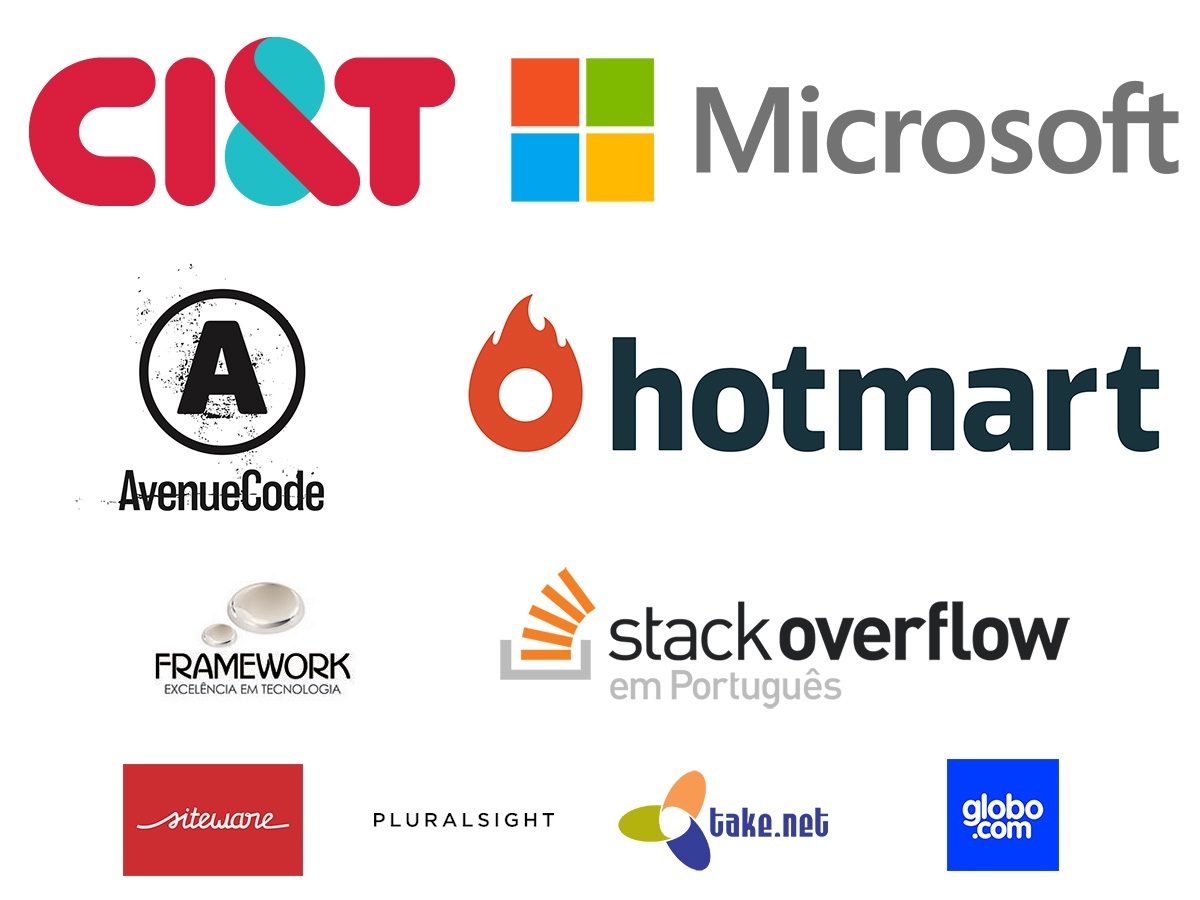 CI&T
Microsoft
A
AvenueCode
hotmart
FRAMEWORK
EXCELÊNCIA EM TECNOLOGIA
stackoverflow
em Português
siteware
PLURALSIGHT
take.net
globo
.com